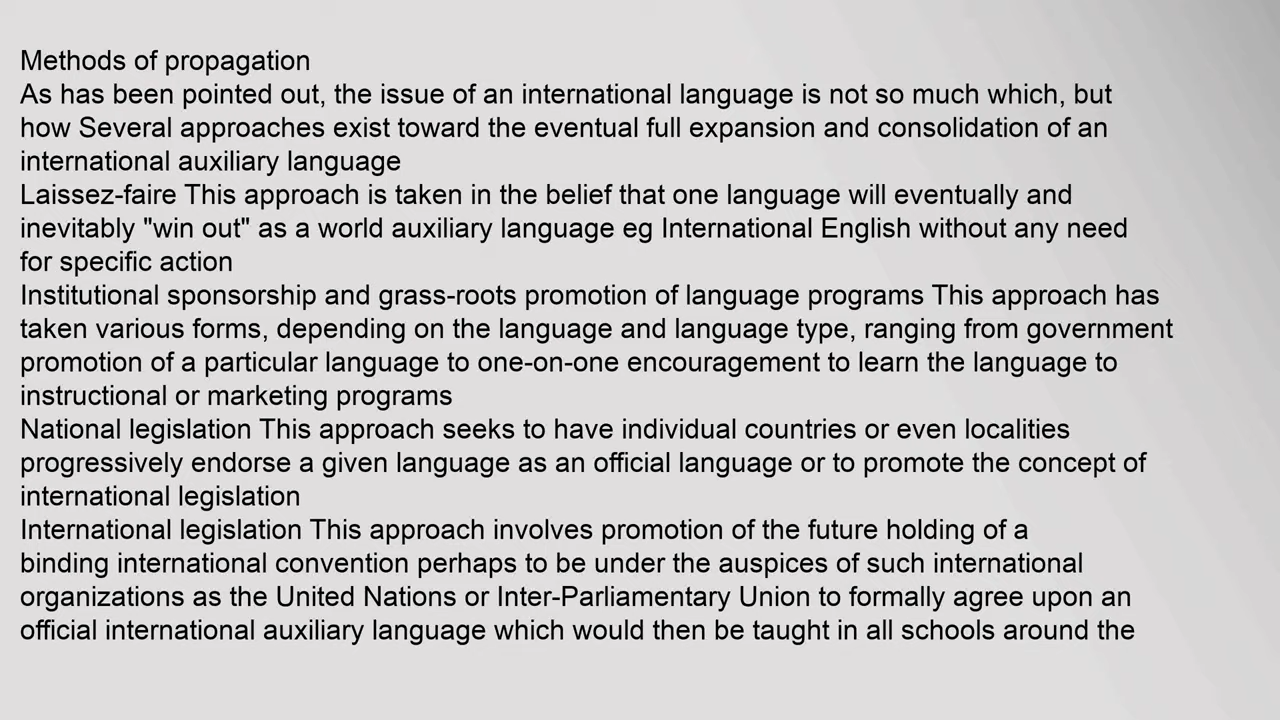 Methods of propagation
As has been pointed out, the issue of an international language is not so much which, but
how Several approaches exist toward the eventual full expansion and consolidation of an
international auxiliary language
Laissez-faire This approach is taken in the belief that one language will eventually and
inevitably "win out" as a world auxiliary language eg International English without any need
for specific action
Institutional sponsorship and grass-roots promotion of language programs This approach has
taken various forms, depending on the language and language type, ranging from government
promotion of a particular language to one-on-one encouragement to learn the language to
instructional or marketing programs
National legislation This approach seeks to have individual countries or even localities
progressively endorse a given language as an official language or to promote the concept of
international legislation
International legislation This approach involves promotion of the future holding of a
binding international convention perhaps to be under the auspices of such international
organizations as the United Nations or Inter-Parliamentary Union to formally agree upon an
official international auxiliary language which would then be taught in all schools around the